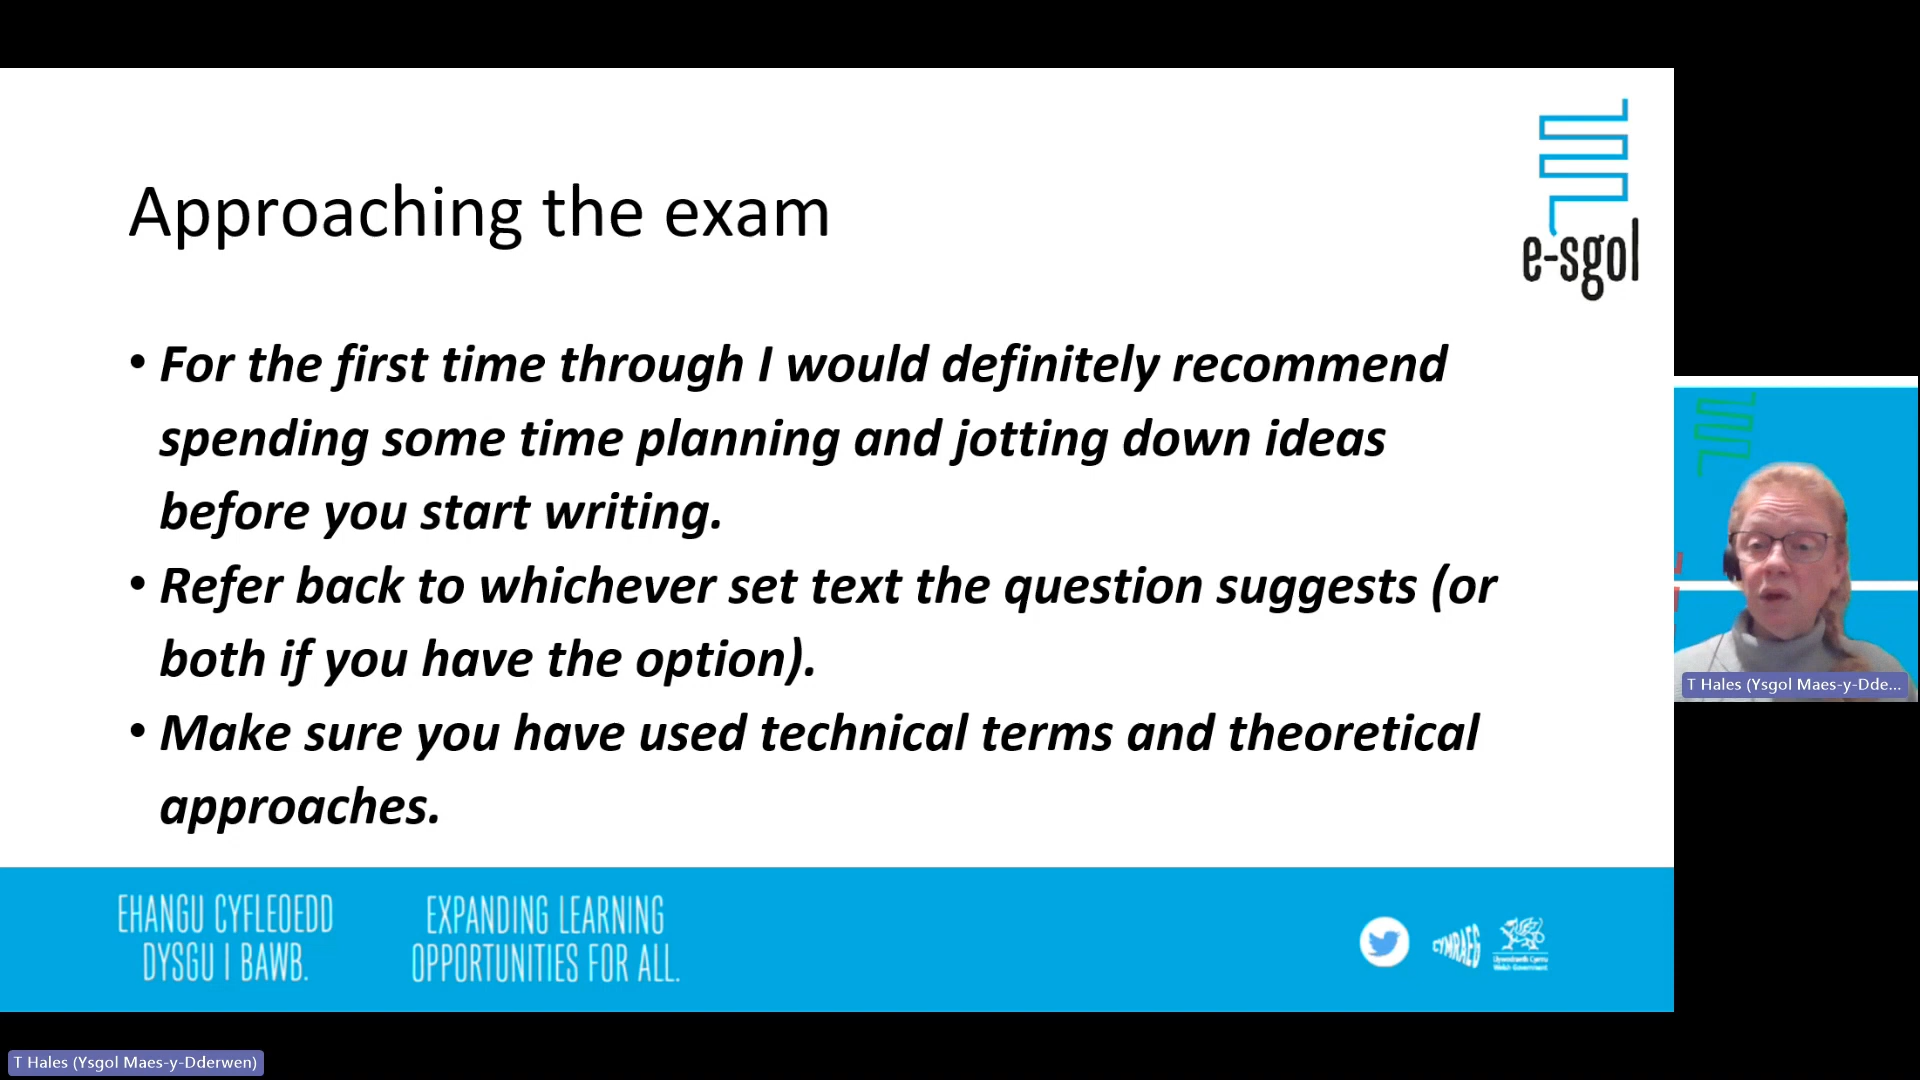 Approaching the exam
e-sgol
• For the first time through I would definitely recommend
spending some time planning and jotting down ideas
before you start writing.
• Refer back to whichever set text the question suggests (or
both if you have the option).
• Make sure you have used technical terms and theoretical
approaches.
T Hales (Ysgol Maes-y-Dde...
EHANGU CYFLEOEDD
DYSGU I BAWB.
EXPANDING LEARNING
OPPORTUNITIES FOR ALL.
CYMRAEG
Llywodraeth Cymru
Welsh Government
T Hales (Ysgol Maes-y-Dderwen)